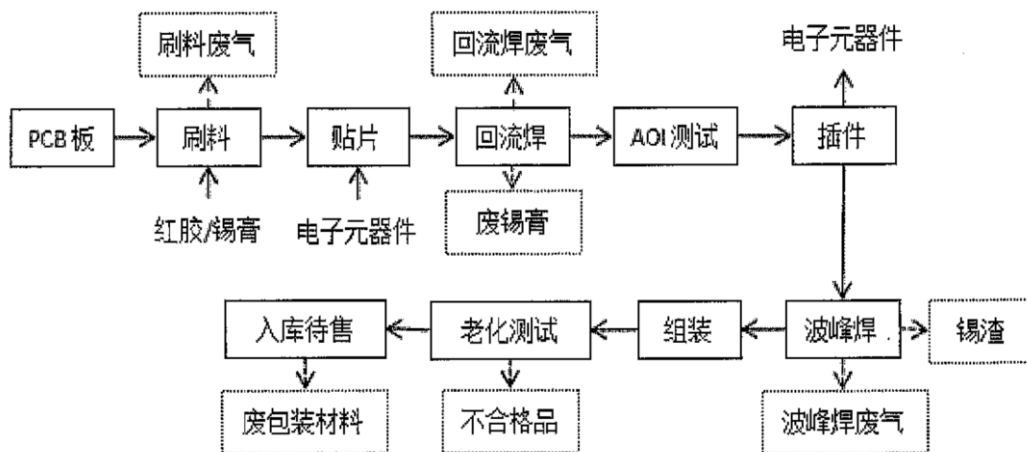 刷料废气
回流焊废气
电子元器件
PCB板
刷料
贴片
回流焊
AOI测试
插件
红胶/锡膏
电子元器件
废锡膏
入库待售
老化测试
组装
波峰焊
锡渣
废包装材料
不合格品
波峰焊废气